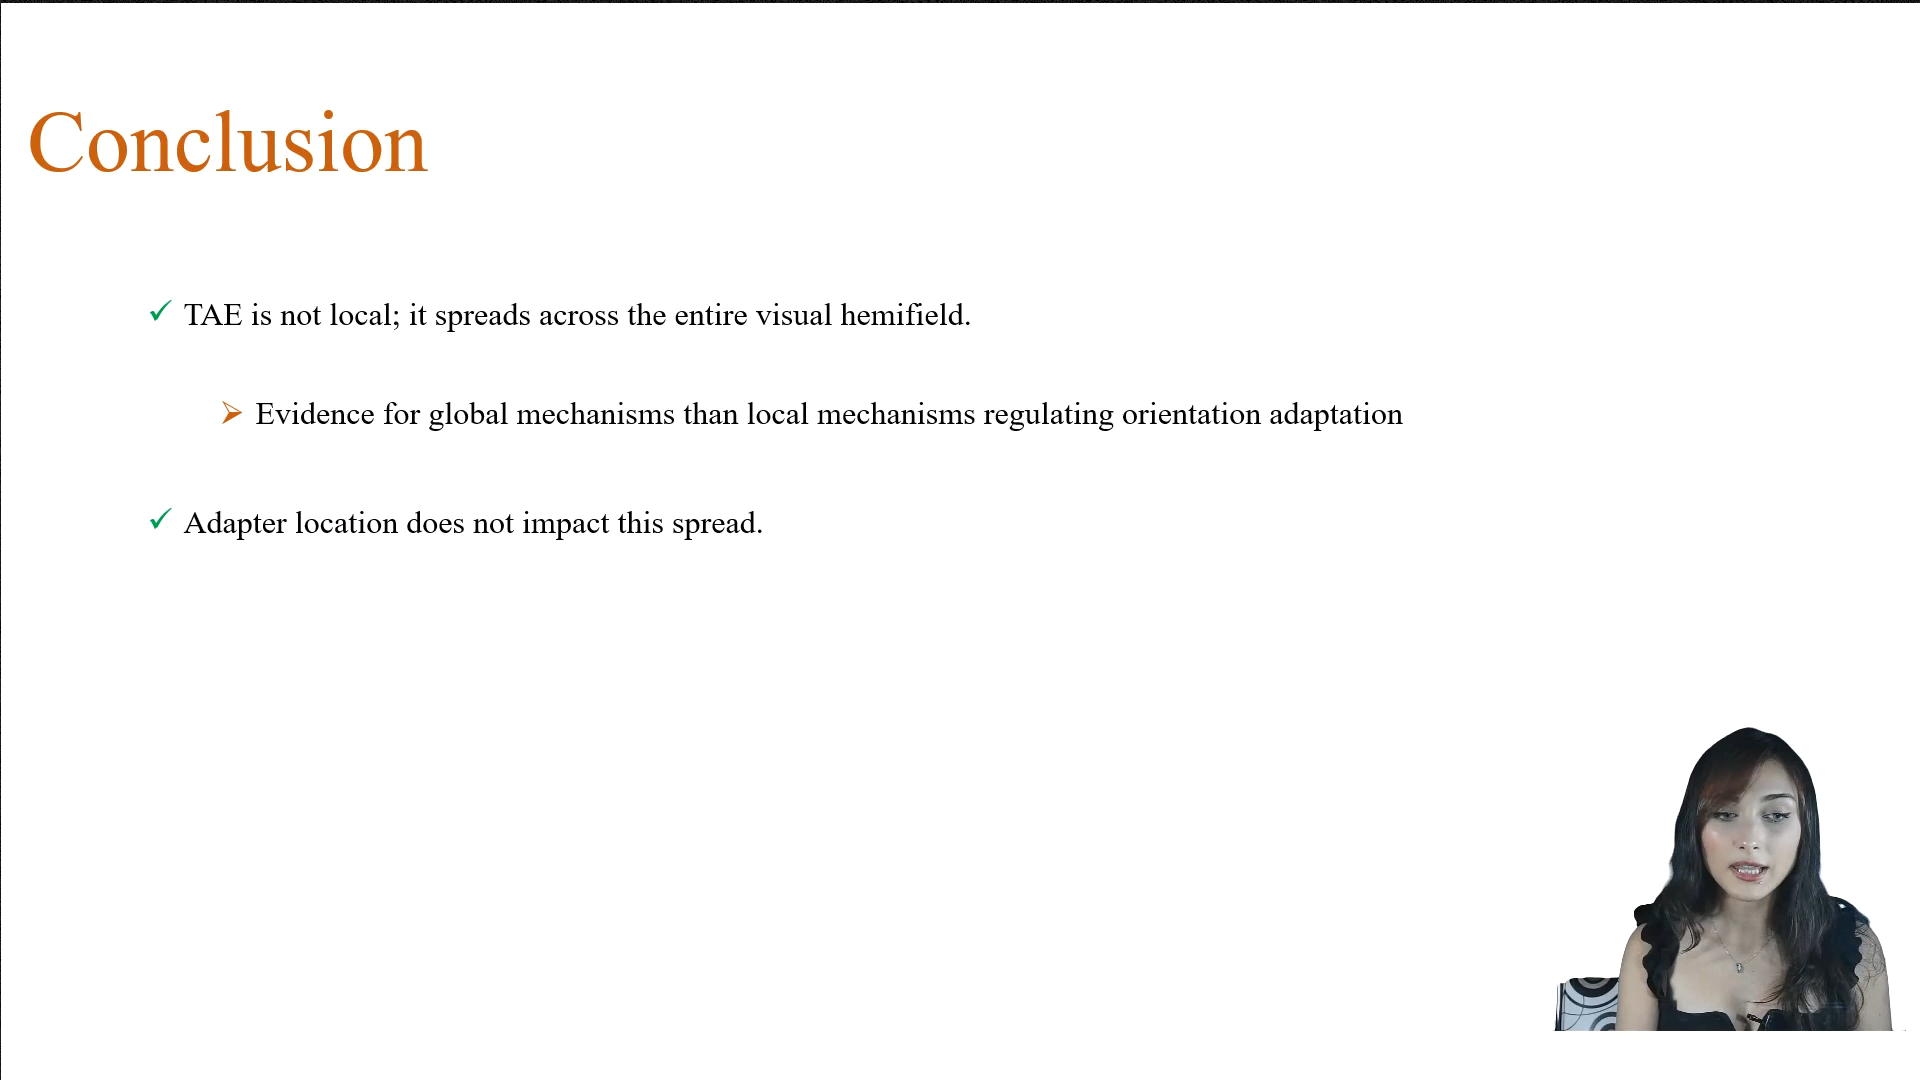 Conclusion
TAE is not local; it spreads across the entire visual hemifield.
Evidence for global mechanisms than local mechanisms regulating orientation adaptation
Adapter location does not impact this spread.